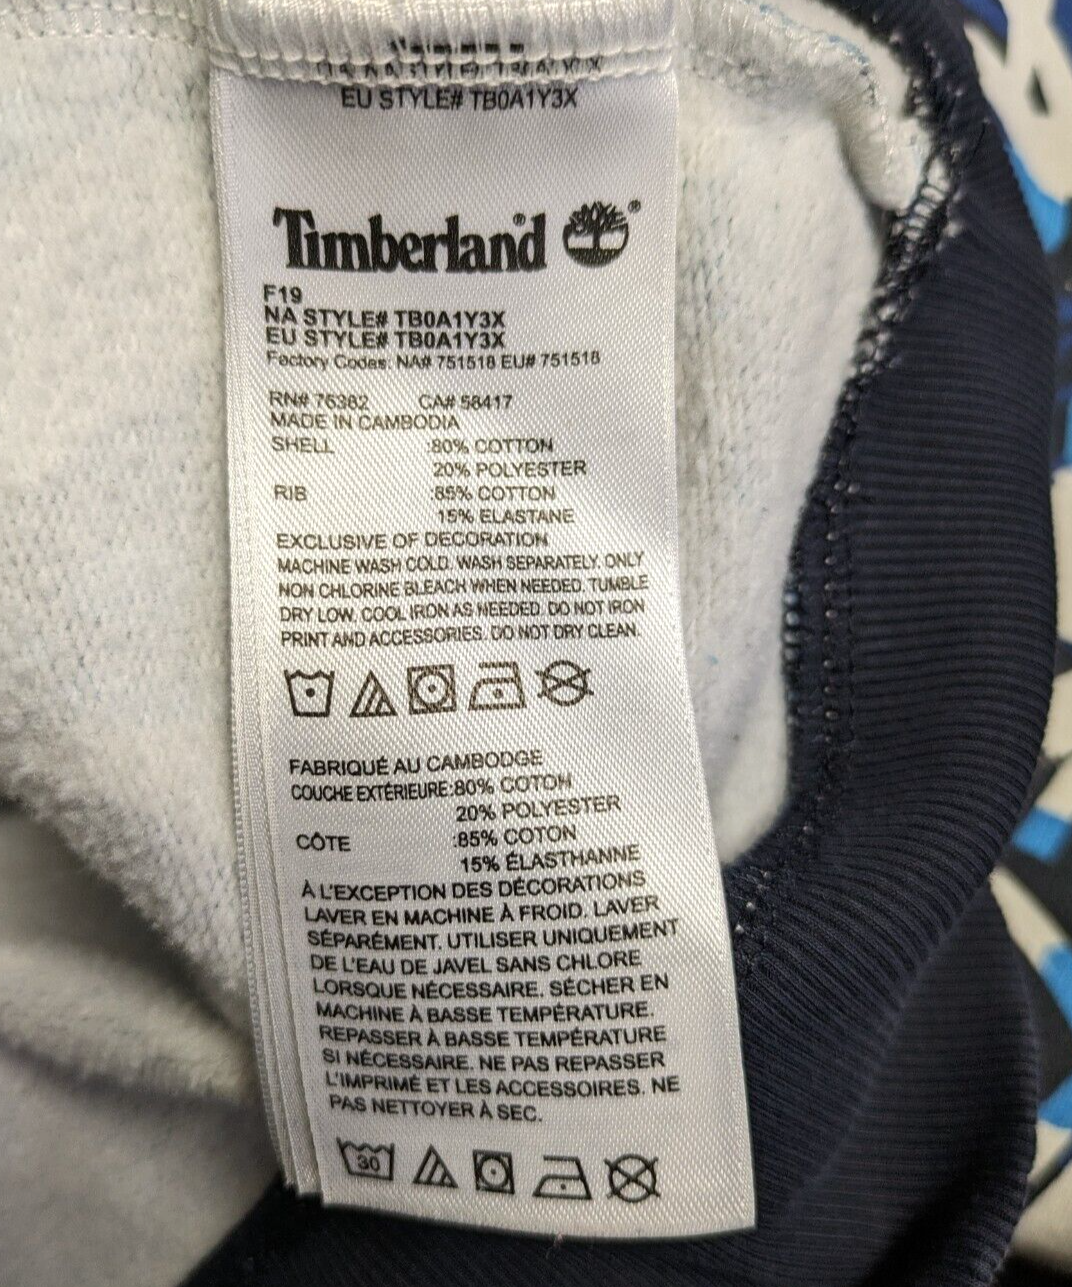 EU STYLE# TB0A1Y3X
Timberland® ®
F19
NA STYLE# TB0A1Y3X
EU STYLE# TB0A1Y3X
Factory Codes: NA# 751518 EU# 751518
RN# 76382 CA# 58417
MADE IN CAMBODIA
SHELL :80% COTTON
20% POLYESTER
RIB :85% COTTON
15% ELASTANE
EXCLUSIVE OF DECORATION
MACHINE WASH COLD. WASH SEPARATELY. ONLY
NON CHLORINE BLEACH WHEN NEEDED. TUMBLE
DRY LOW. COOL IRON AS NEEDED. DO NOT IRON
PRINT AND ACCESSORIES. DO NOT DRY CLEAN.
FABRIQUÉ AU CAMBODGE
COUCHE EXTÉRIEURE:80% COTON
20% POLYESTER
CÔTE :85% COTON
15% ÉLASTHANNE
À L'EXCEPTION DES DÉCORATIONS
LAVER EN MACHINE À FROID. LAVER
SÉPARÉMENT. UTILISER UNIQUEMENT
DE L'EAU DE JAVEL SANS CHLORE
LORSQUE NÉCESSAIRE. SÉCHER EN
MACHINE À BASSE TEMPÉRATURE.
REPASSER À BASSE TEMPÉRATURE
SI NÉCESSAIRE. NE PAS REPASSER
L'IMPRIMÉ ET LES ACCESSOIRES. NE
PAS NETTOYER À SEC.
30